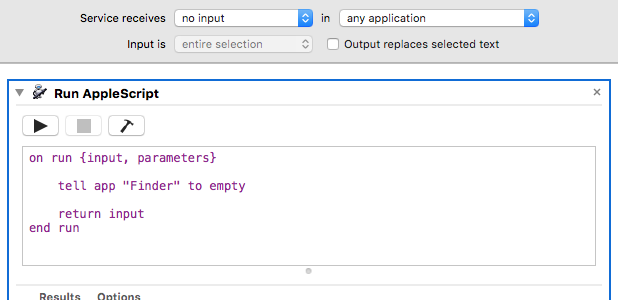 Service receives no input in any application
Input is entire selection Output replaces selected text
Run AppleScript
on run {input, parameters}
tell app "Finder" to empty
return input
end run
Results Options